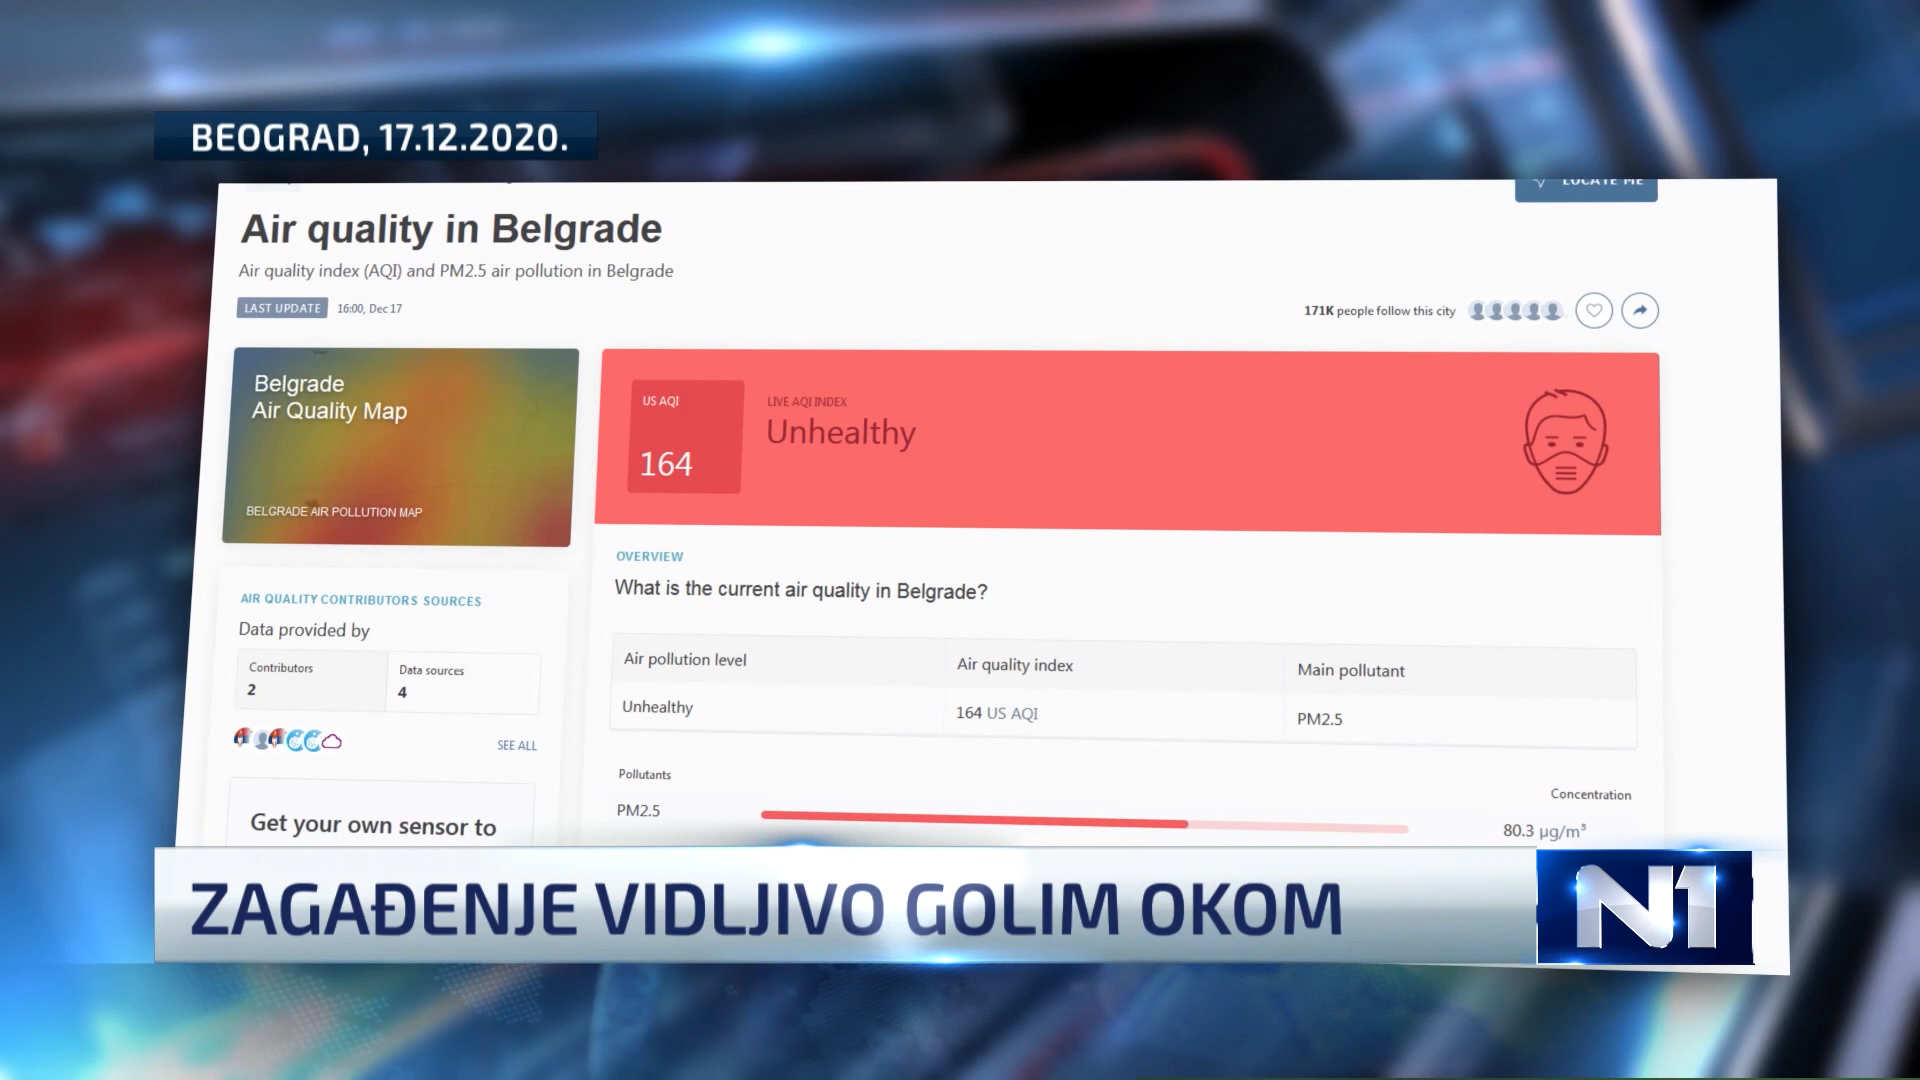 BEOGRAD, 17.12.2020.
LOCATE ME
Air quality in Belgrade
Air quality index (AQI) and PM2.5 air pollution in Belgrade
LAST UPDATE 16:00, Dec 17
171K people follow this city
Belgrade
Air Quality Map
BELGRADE AIR POLLUTION MAP
US AQI
164
LIVE AQI INDEX
Unhealthy
OVERVIEW
What is the current air quality in Belgrade?
Air pollution level Air quality index Main pollutant
Unhealthy 164 US AQI PM2.5
Pollutants Concentration
PM2.5 80.3 µg/m³
AIR QUALITY CONTRIBUTORS SOURCES
Data provided by
Contributors Data sources
2 4
SEE ALL
Get your own sensor to
ZAGAĐENJE VIDLJIVO GOLIM OKOM
N1